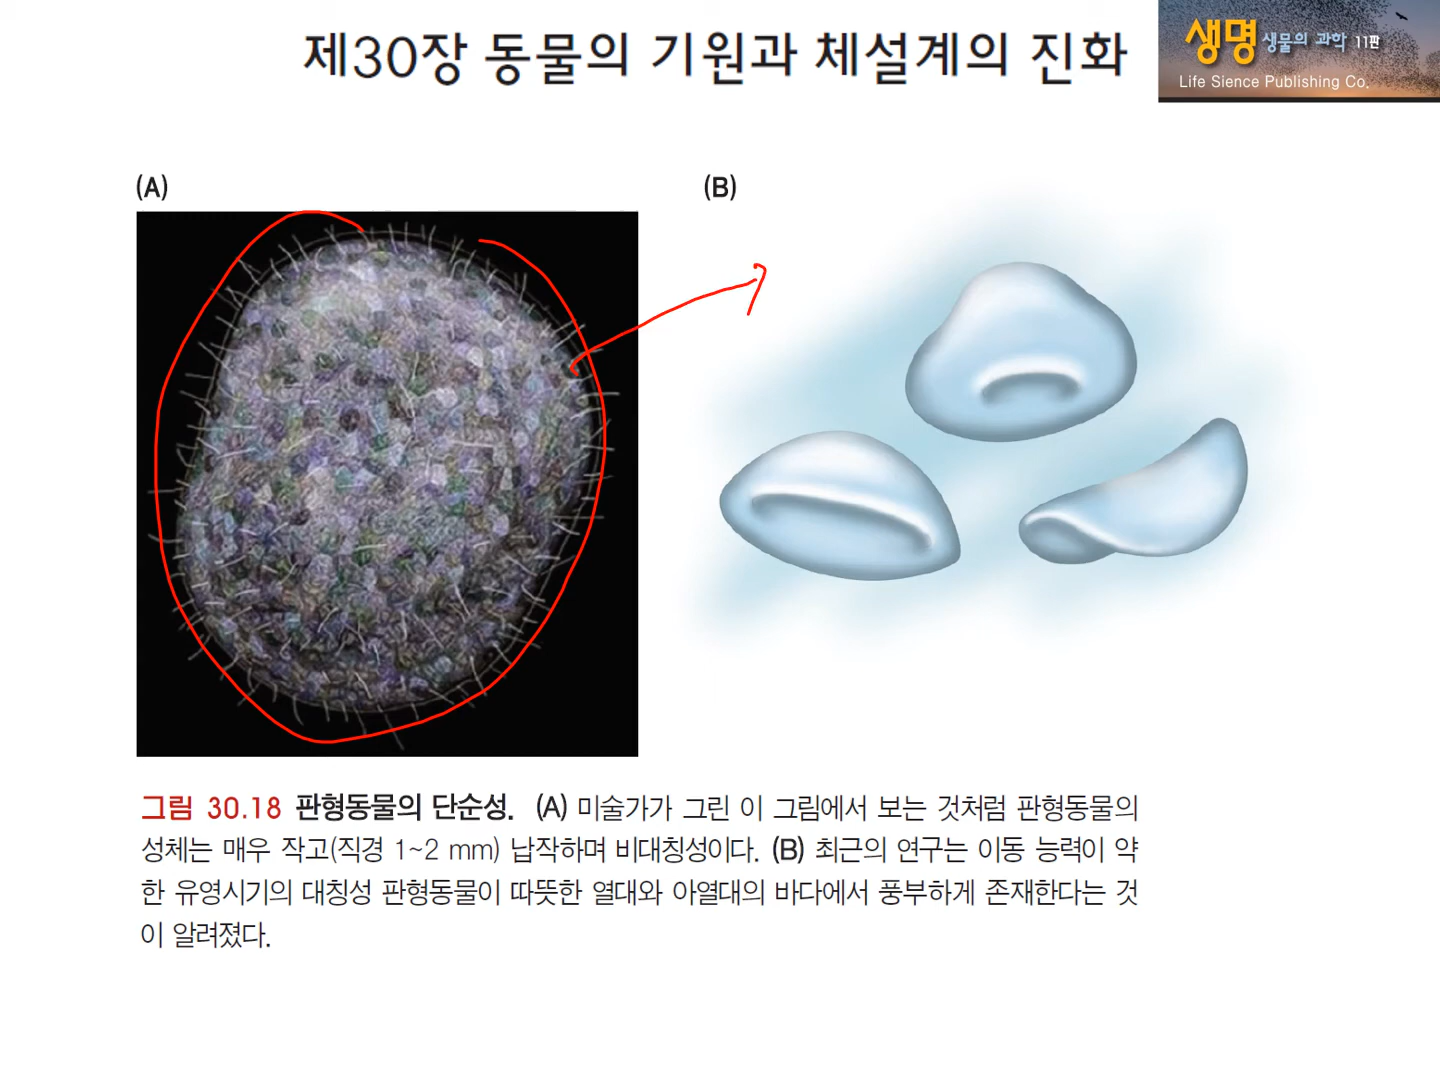 제30장 동물의 기원과 체설계의 진화
생명 생물의 과학 11판
Life Sience Publishing Co.
(A)
(B)
그림 30.18 판형동물의 단순성. (A) 미술가가 그린 이 그림에서 보는 것처럼 판형동물의
성체는 매우 작고(직경 1~2 mm) 납작하며 비대칭성이다. (B) 최근의 연구는 이동 능력이 약
한 유영시기의 대칭성 판형동물이 따뜻한 열대와 아열대의 바다에서 풍부하게 존재한다는 것
이 알려졌다.